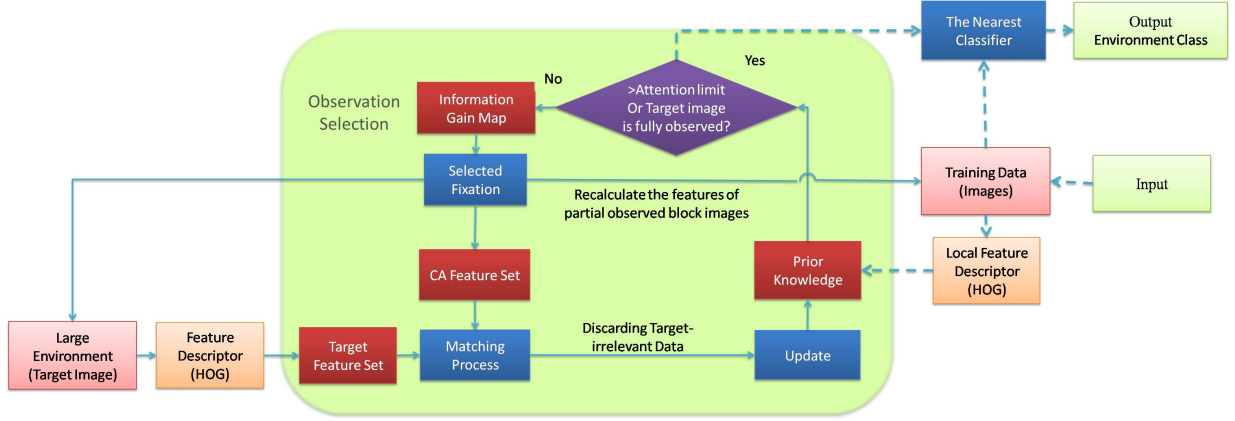 The Nearest
Classifier
Output
Environment Class
Yes
No
>Attention limit
Or Target image
is fully observed?
Observation
Selection
Information
Gain Map
Selected
Fixation
Recalculate the features of
partial observed block images
Training Data
(Images)
Input
CA Feature Set
Prior
Knowledge
Local Feature
Descriptor
(HOG)
Large
Environment
(Target Image)
Feature
Descriptor
(HOG)
Target
Feature Set
Matching
Process
Discarding Target-
irrelevant Data
Update